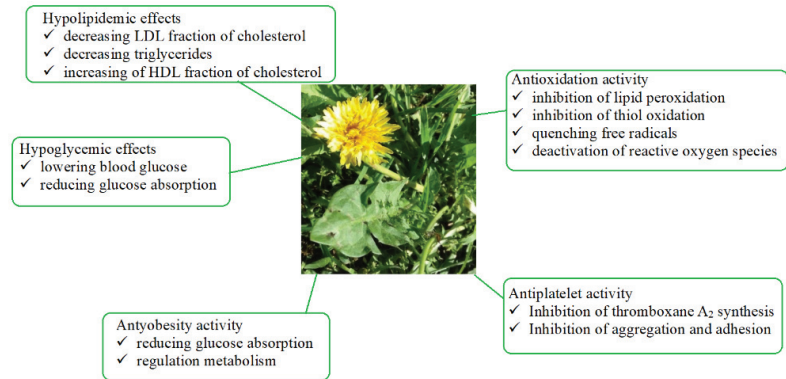 Hypolipidemic effects
✓ decreasing LDL fraction of cholesterol
✓ decreasing triglycerides
✓ increasing of HDL fraction of cholesterol
Antioxidation activity
✓ inhibition of lipid peroxidation
✓ inhibition of thiol oxidation
✓ quenching free radicals
✓ deactivation of reactive oxygen species
Hypoglycemic effects
✓ lowering blood glucose
✓ reducing glucose absorption
Antyobesity activity
✓ reducing glucose absorption
✓ regulation metabolism
Antiplatelet activity
✓ Inhibition of thromboxane A₂ synthesis
✓ Inhibition of aggregation and adhesion